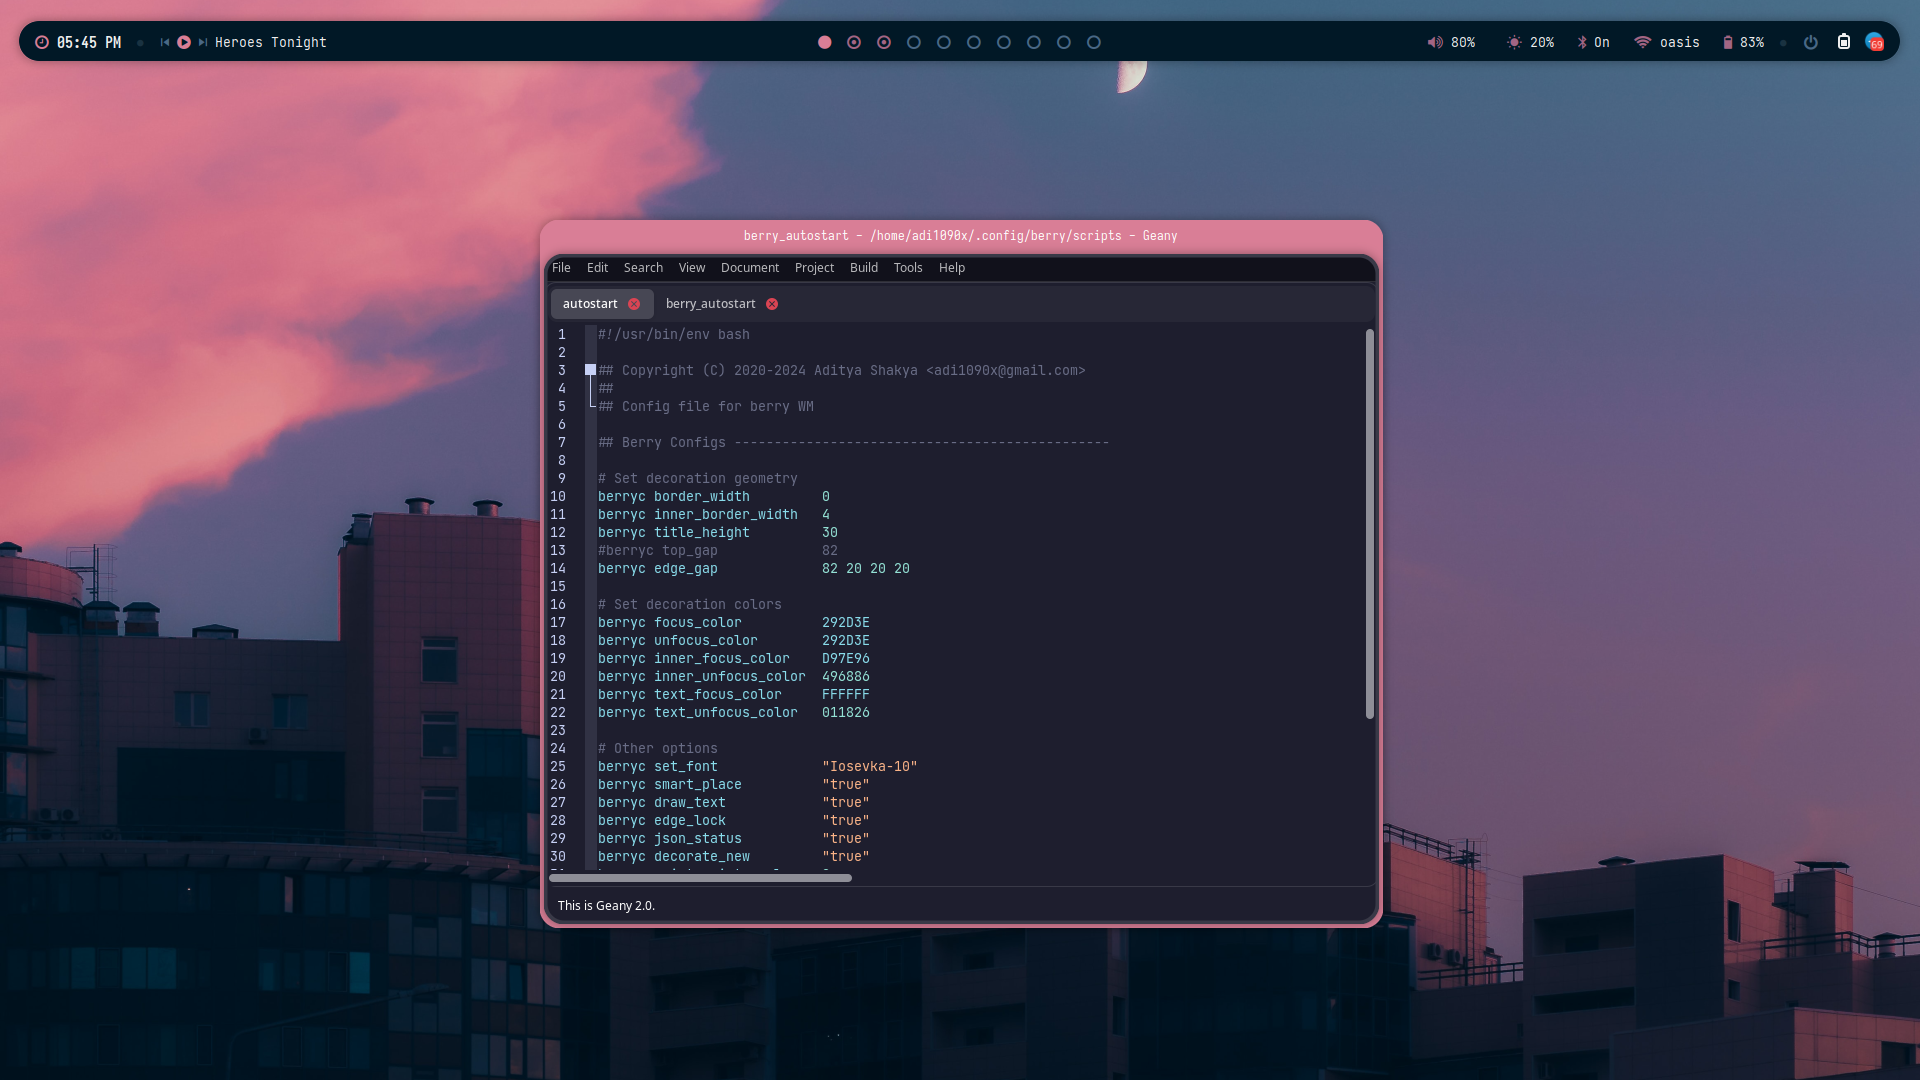 05:45 PM
Heroes Tonight
80%
20%
On
oasis
83%
69
berry_autostart - /home/adi1090x/.config/berry/scripts - Geany
File Edit Search View Document Project Build Tools Help
autostart berry_autostart
1 #!/usr/bin/env bash
2
3 ## Copyright (C) 2020-2024 Aditya Shakya <adi1090x@gmail.com>
4 ##
5 ## Config file for berry WM
6
7 ## Berry Configs -----------------------------------------------
8
9 # Set decoration geometry
10 berryc border_width 0
11 berryc inner_border_width 4
12 berryc title_height 30
13 #berryc top_gap 82
14 berryc edge_gap 82 20 20 20
15
16 # Set decoration colors
17 berryc focus_color 292D3E
18 berryc unfocus_color 292D3E
19 berryc inner_focus_color D97E96
20 berryc inner_unfocus_color 496886
21 berryc text_focus_color FFFFFF
22 berryc text_unfocus_color 011826
23
24 # Other options
25 berryc set_font "Iosevka-10"
26 berryc smart_place "true"
27 berryc draw_text "true"
28 berryc edge_lock "true"
29 berryc json_status "true"
30 berryc decorate_new "true"
This is Geany 2.0.